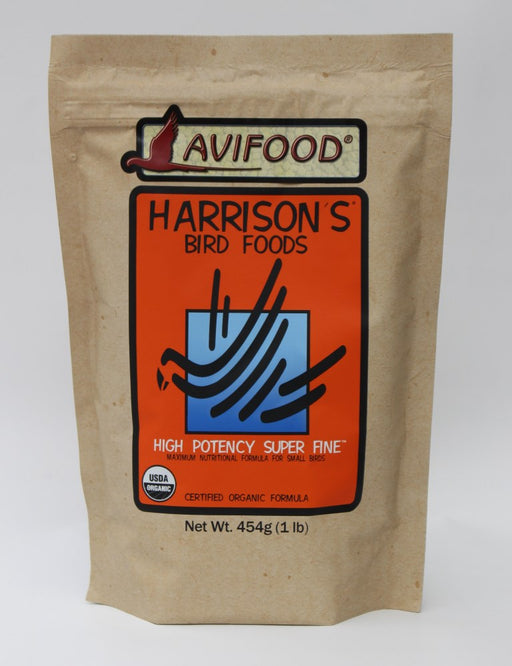 AVIFOOD®
HARRISON'S®
BIRD FOODS
HIGH POTENCY SUPER FINE™
MAXIMUM NUTRITIONAL FORMULA FOR SMALL BIRDS
USDA
ORGANIC
CERTIFIED ORGANIC FORMULA
Net Wt. 454g (1 lb)